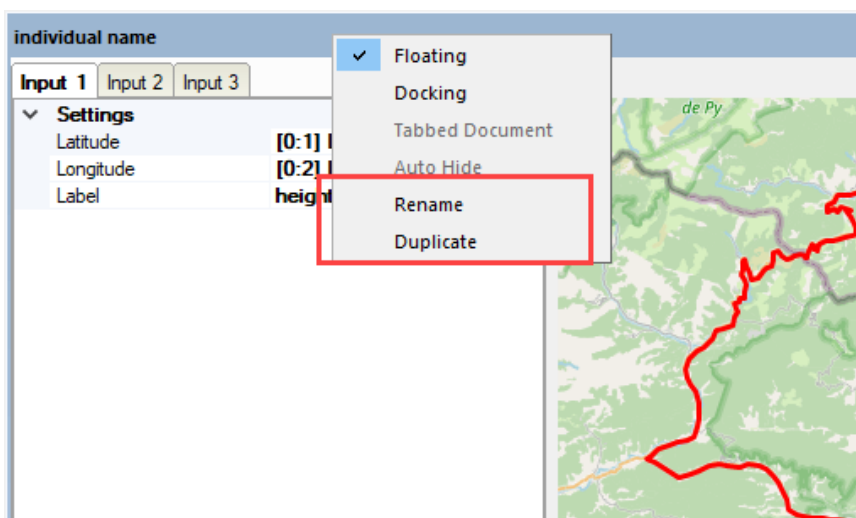 individual name
Input 1 Input 2 Input 3
Settings
Latitude [0:1]
Longitude [0:2]
Label height
Floating
Docking
Tabbed Document
Auto Hide
Rename
Duplicate
de Py